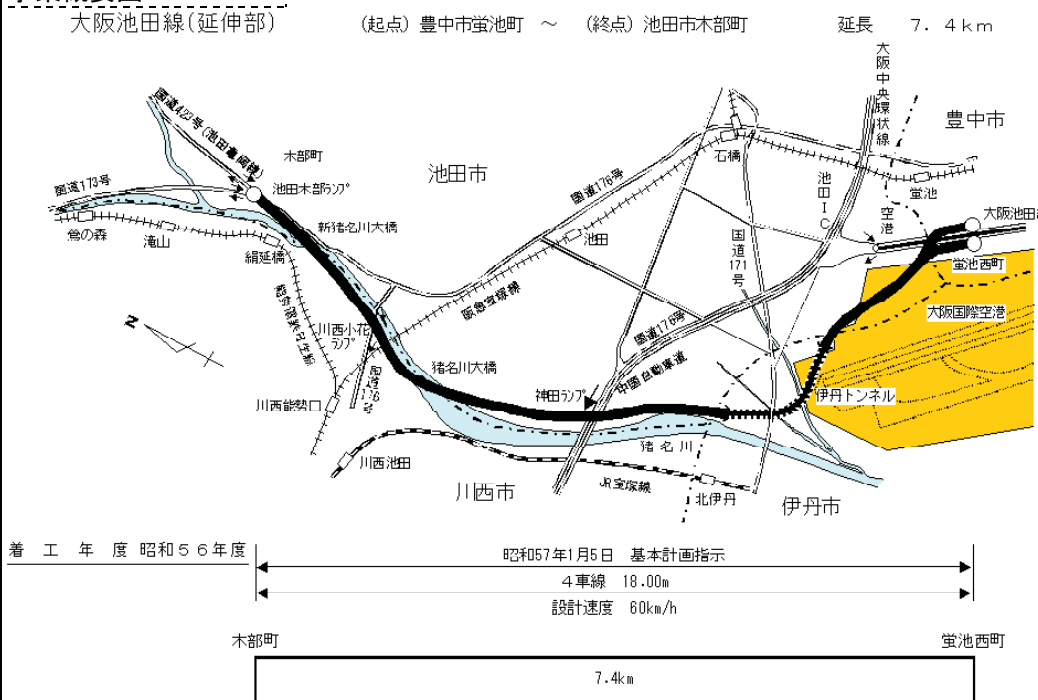 大阪池田線(延伸部)　(起点) 豊中市蛍池町 ～ (終点) 池田市木部町　延長 7.4km
大阪中央環状線
豊中市
国道423号(池田亀岡線)
木部町
池田市
石橋
国道173号
池田木部ランプ
国道176号
池田I
空港
蛍池
鶯の森
滝山
絹延橋
新猪名川大橋
池田
国道171号
大阪池田
蛍池西町
阪急宝塚線
大阪国際空港
N
川西小花ランプ
国道176号
猪名川大橋
中国自動車道
神田ランプ
伊丹トンネル
川西能勢口
猪名川
川西池田
JR宝塚線
北伊丹
川西市
伊丹市
着工年度 昭和56年度
昭和57年1月5日 基本計画指示
4車線 18.00m
設計速度 60km/h
木部町
蛍池西町
7.4km